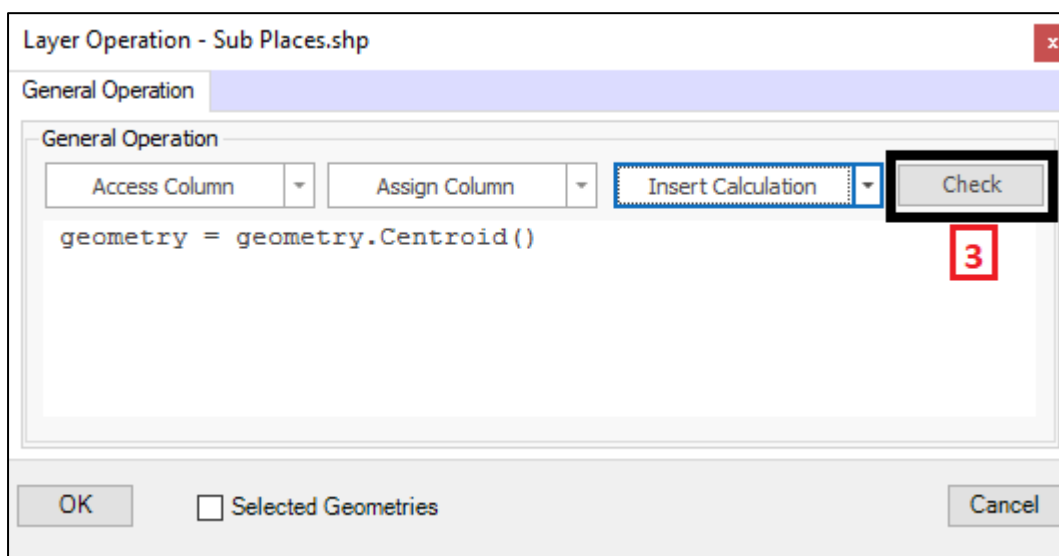 Layer Operation - Sub Places.shp
x
General Operation
General Operation
Access Column
Assign Column
Insert Calculation
Check
geometry = geometry.Centroid()
3
OK
Selected Geometries
Cancel